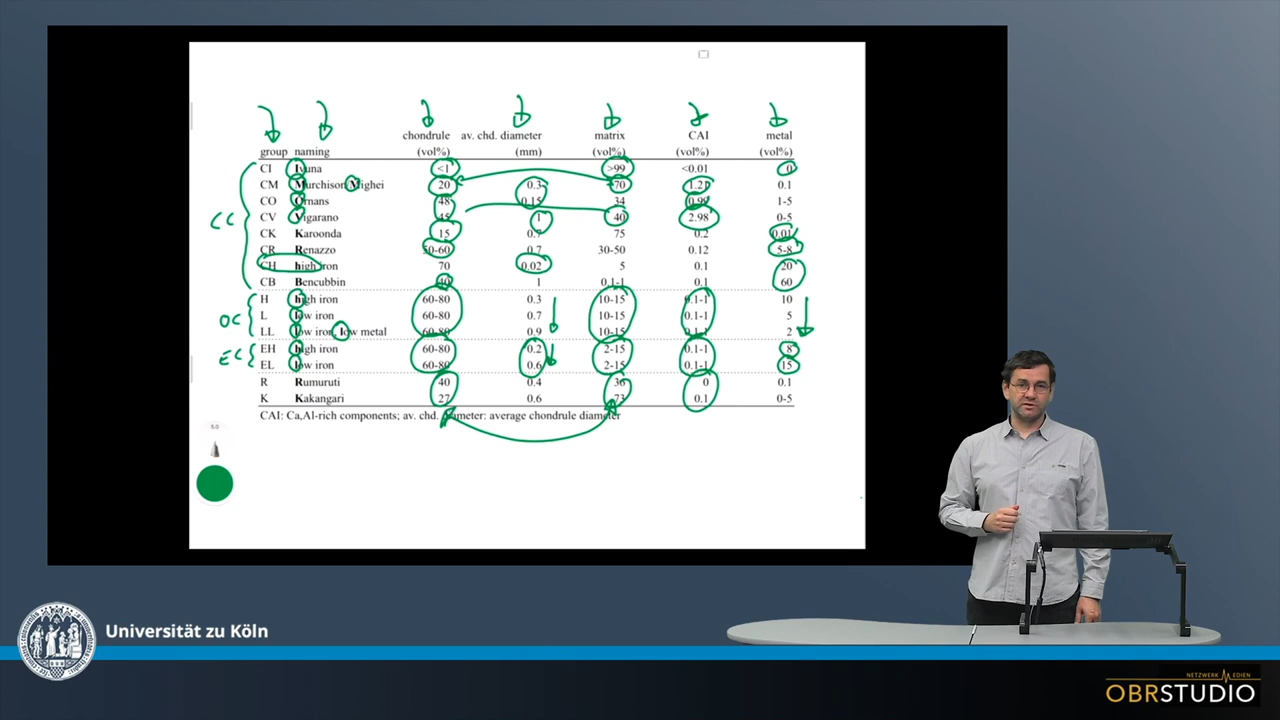 chondrule av. chd. diameter matrix CAI metal
group naming (vol%) (mm) (vol%) (vol%) (vol%)
CI Ivuna <1 >99 <0.01 0
CM Murchison Mighei 20 0.3 70 1.21 0.1
CO Ornans 48 0.15 34 0.99 1-5
CV Vigarano 45 1 40 2.98 0-5
CK Karoonda 15 0.7 75 0.2 0.01
CR Renazzo 50-60 0.7 30-50 0.12 5-8
CH high iron 70 0.02 5 0.1 20
CB Bencubbin 40 1 0.1-1 0.1 60
H high iron 60-80 0.3 10-15 0.1-1 10
L low iron 60-80 0.7 10-15 0.1-1 5
LL low iron, low metal 60-80 0.9 10-15 0.1-1 2
EH high iron 60-80 0.2 2-15 0.1-1 8
EL low iron 60-80 0.6 2-15 0.1-1 15
R Rumuruti 40 0.4 36 0 0.1
K Kakangari 27 0.6 73 0.1 0-5
CAI: Ca,Al-rich components; av. chd. diameter: average chondrule diameter
CC
OC
EC
5.0
Universität zu Köln
NETZWERK MEDIEN
OBRSTUDIO